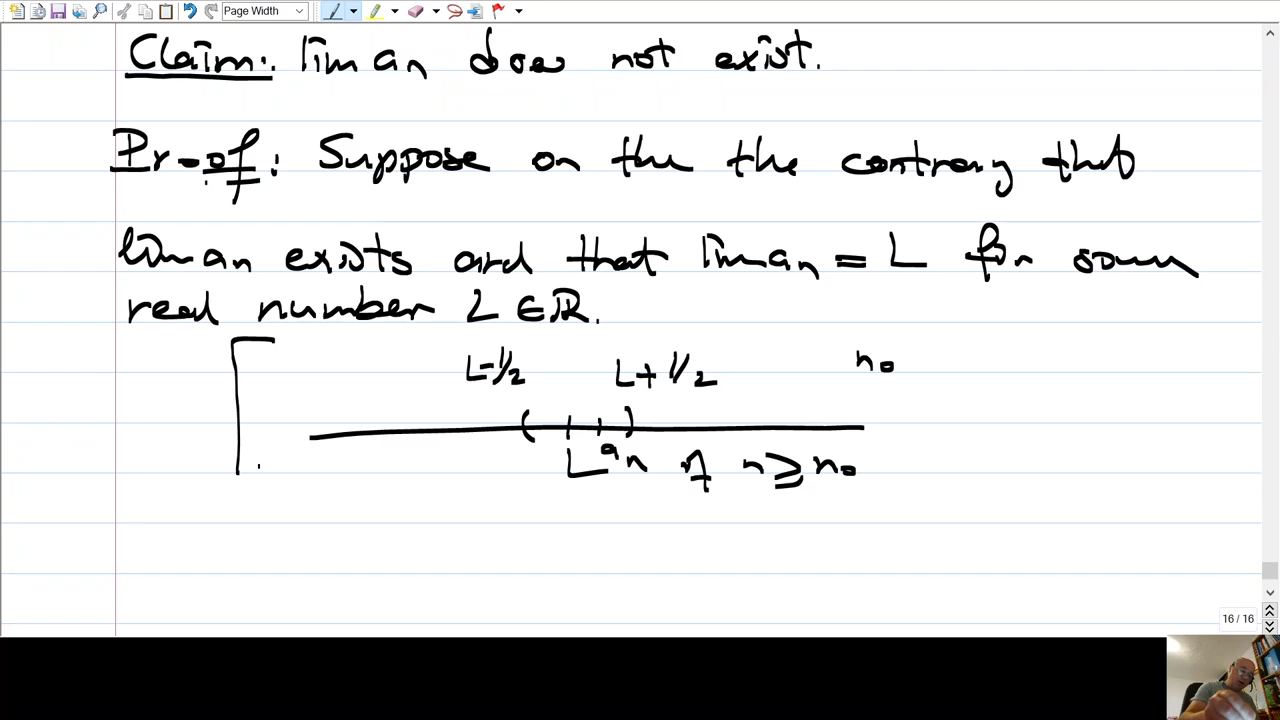 Page Width
Claim: lim an does not exist.
Proof: Suppose on the the contrary that
lim an exists and that lim an = L for some
real number L ∈ ℝ.
L-1/2 L+1/2 n₀
( )
L an if n ≥ n₀
16 / 16